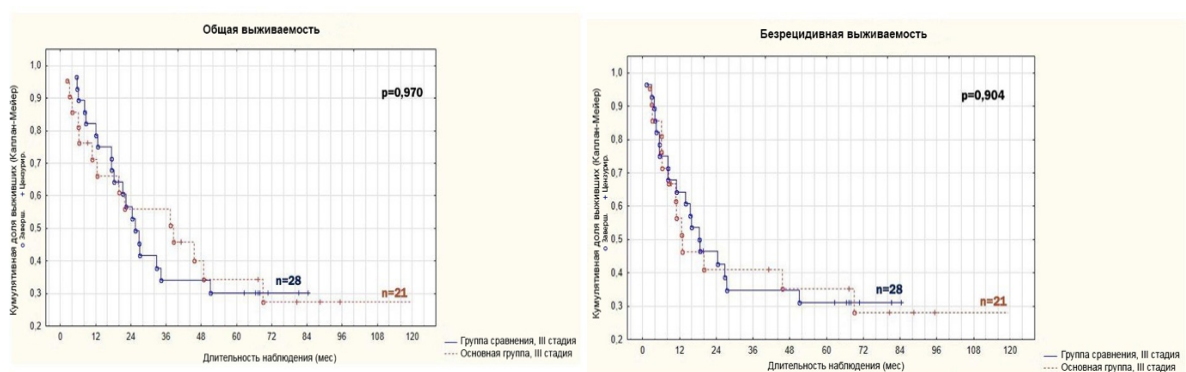 Общая выживаемость
Кумулятивная доля выживших (Каплан-Мейер)
о Заверш. + Цензурир.
1,0
0,9
0,8
0,7
0,6
0,5
0,4
0,3
0,2
p=0,970
n=28
n=21
0 12 24 36 48 60 72 84 96 108 120
Длительность наблюдения (мес)
Группа сравнения, III стадия
Основная группа, III стадия
Безрецидивная выживаемость
Кумулятивная доля выживших (Каплан-Мейер)
о Заверш. + Цензурир.
1,0
0,9
0,8
0,7
0,6
0,5
0,4
0,3
0,2
p=0,904
n=28
n=21
0 12 24 36 48 60 72 84 96 108 120
Длительность наблюдения (мес)
Группа сравнения, III стадия
Основная группа, III стадия